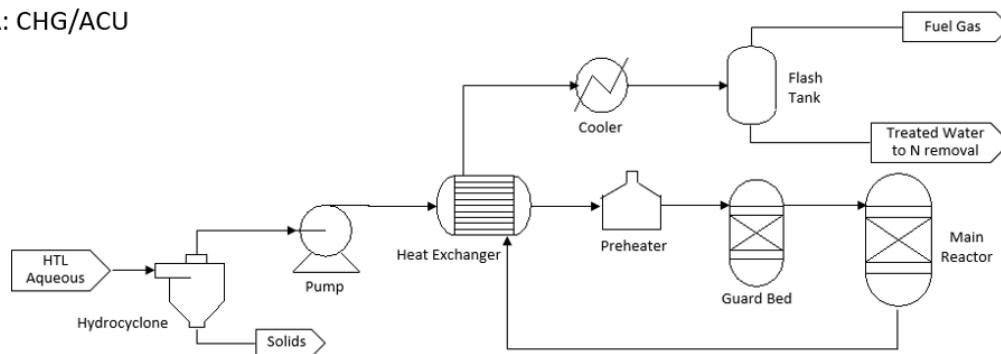 : CHG/ACU
Fuel Gas
Flash
Tank
Cooler
Treated Water
to N removal
HTL
Aqueous
Hydrocyclone
Solids
Pump
Heat Exchanger
Preheater
Guard Bed
Main
Reactor